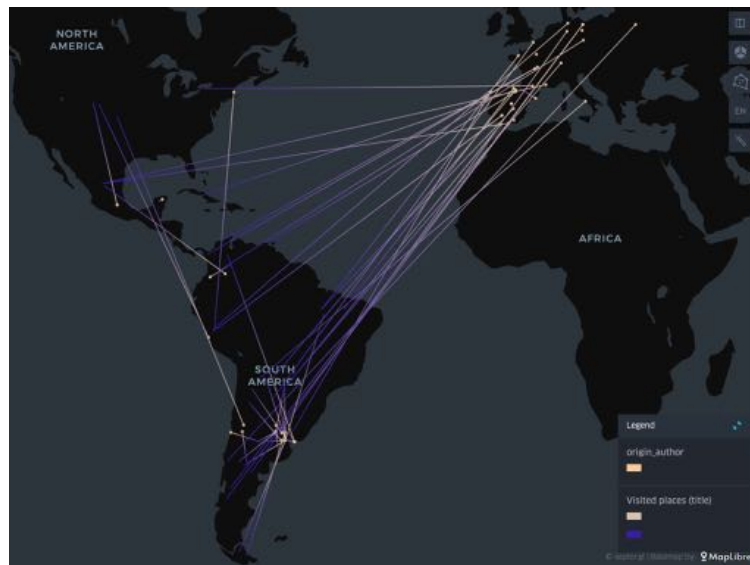 NORTH
AMERICA
EN
AFRICA
SOUTH
AMERICA
Legend
origin_author
Visited places (title)
MapLibre